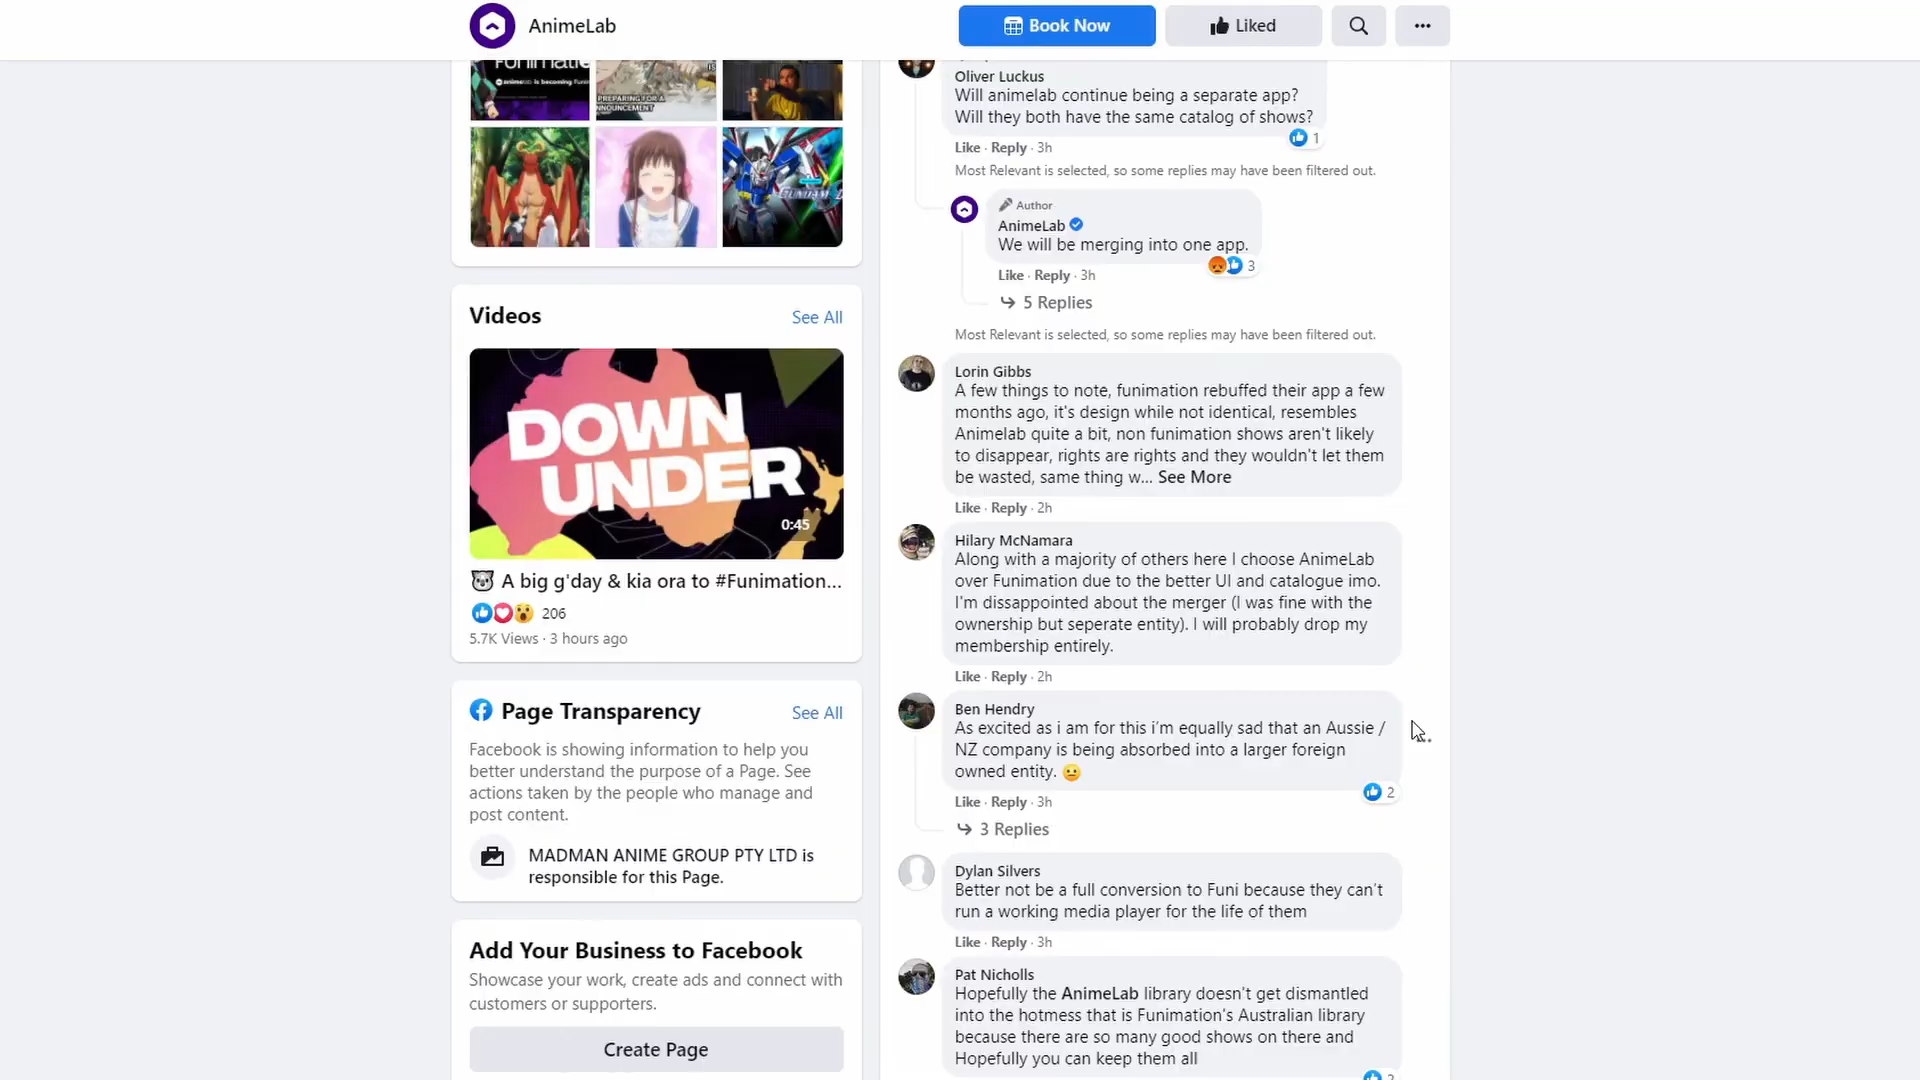 AnimeLab
Book Now
Liked
animelab is becoming
PREPARING FOR A
Videos
See All
DOWN
UNDER
0:45
🐨 A big g'day & kia ora to #Funimation...
206
5.7K Views · 3 hours ago
Page Transparency
See All
Facebook is showing information to help you
better understand the purpose of a Page. See
actions taken by the people who manage and
post content.
MADMAN ANIME GROUP PTY LTD is
responsible for this Page.
Add Your Business to Facebook
Showcase your work, create ads and connect with
customers or supporters.
Create Page
Oliver Luckus
Will animelab continue being a separate app?
Will they both have the same catalog of shows?
1
Like · Reply · 3h
Most Relevant is selected, so some replies may have been filtered out.
Author
AnimeLab
We will be merging into one app.
3
Like · Reply · 3h
5 Replies
Most Relevant is selected, so some replies may have been filtered out.
Lorin Gibbs
A few things to note, funimation rebuffed their app a few
months ago, it's design while not identical, resembles
Animelab quite a bit, non funimation shows aren't likely
to disappear, rights are rights and they wouldn't let them
be wasted, same thing w... See More
Like · Reply · 2h
Hilary McNamara
Along with a majority of others here I choose AnimeLab
over Funimation due to the better UI and catalogue imo.
I'm dissappointed about the merger (I was fine with the
ownership but seperate entity). I will probably drop my
membership entirely.
Like · Reply · 2h
Ben Hendry
As excited as i am for this i'm equally sad that an Aussie /
NZ company is being absorbed into a larger foreign
owned entity. 😐
2
Like · Reply · 3h
3 Replies
Dylan Silvers
Better not be a full conversion to Funi because they can't
run a working media player for the life of them
Like · Reply · 3h
Pat Nicholls
Hopefully the AnimeLab library doesn't get dismantled
into the hotmess that is Funimation's Australian library
because there are so many good shows on there and
Hopefully you can keep them all
2